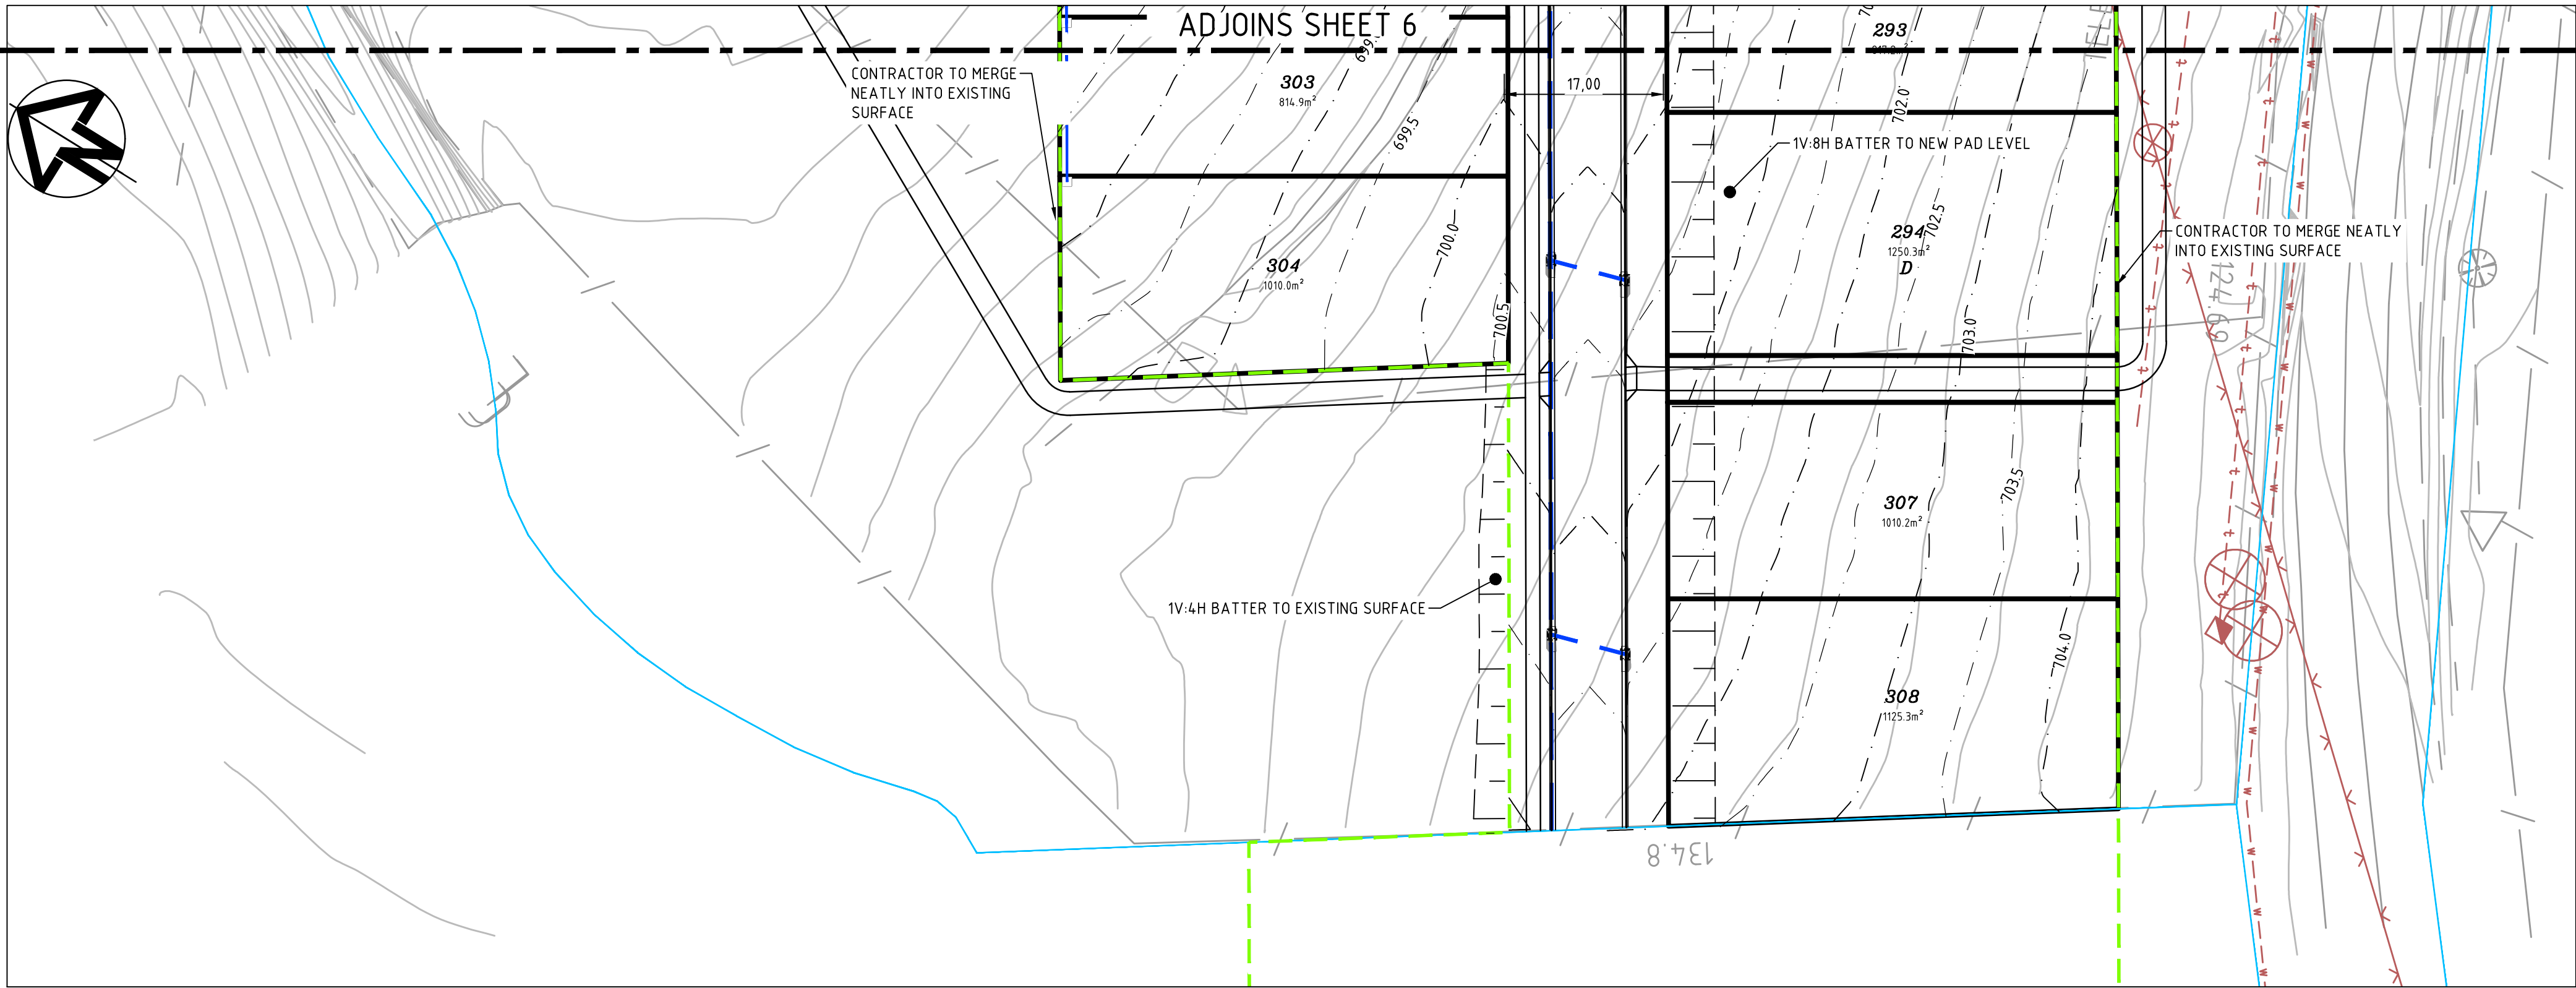 ADJOINS SHEET 6
CONTRACTOR TO MERGE
NEATLY INTO EXISTING
SURFACE
303
814.9m²
699.5
304
1010.0m²
700.0
700.5
17,00
293
702.0
1V:8H BATTER TO NEW PAD LEVEL
294
1250.3m²
D
702.5
703.0
CONTRACTOR TO MERGE NEATLY
INTO EXISTING SURFACE
124.69
307
1010.2m²
703.5
1V:4H BATTER TO EXISTING SURFACE
308
1125.3m²
704.0
134.8